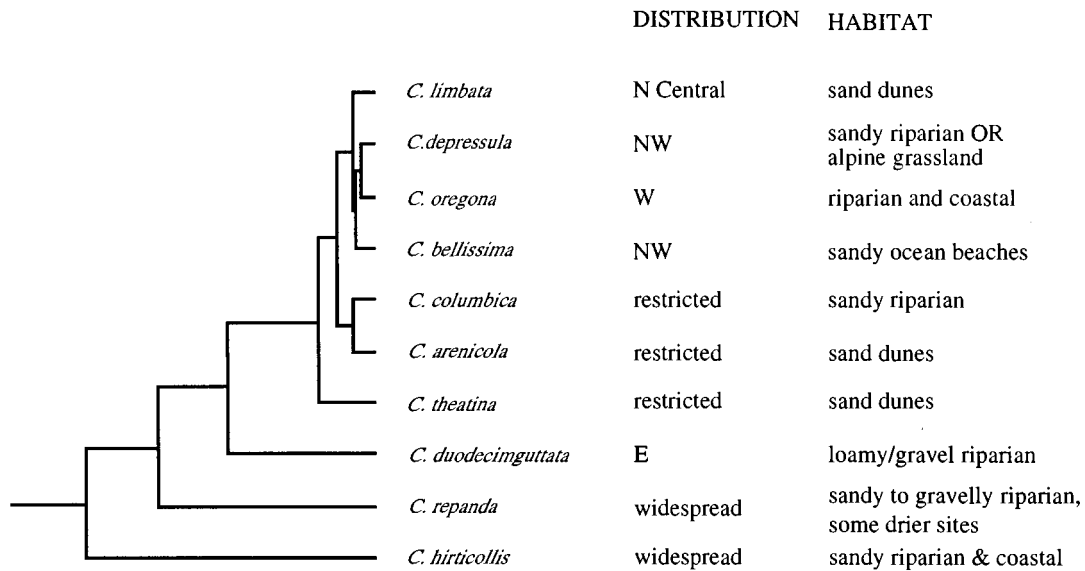 DISTRIBUTION HABITAT
C. limbata N Central sand dunes
C.depressula NW sandy riparian OR
alpine grassland
C. oregona W riparian and coastal
C. bellissima NW sandy ocean beaches
C. columbica restricted sandy riparian
C. arenicola restricted sand dunes
C. theatina restricted sand dunes
C. duodecimguttata E loamy/gravel riparian
C. repanda widespread sandy to gravelly riparian,
some drier sites
C. hirticollis widespread sandy riparian & coastal